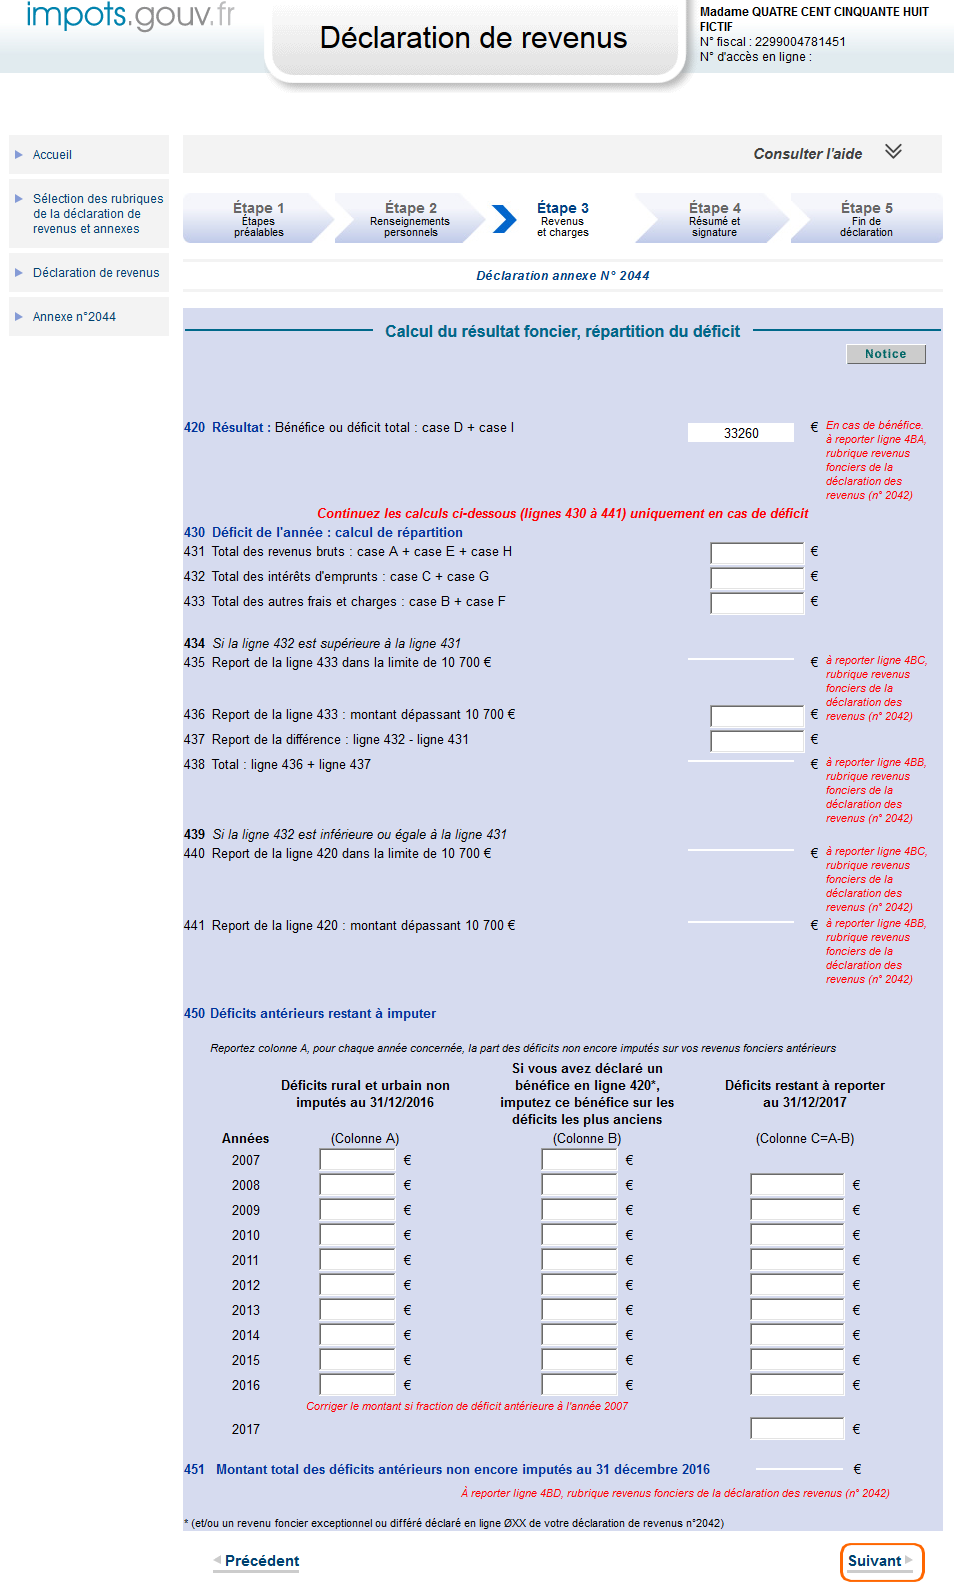 impots.gouv.fr
Déclaration de revenus
Madame QUATRE CENT CINQUANTE HUIT
FICTIF
N° fiscal : 2299004781451
N° d'accès en ligne :
Accueil
Sélection des rubriques
de la déclaration de
revenus et annexes
Déclaration de revenus
Annexe n°2044
Consulter l'aide
Étape 1
Étapes
préalables
Étape 2
Renseignements
personnels
Étape 3
Revenus
et charges
Étape 4
Résumé et
signature
Étape 5
Fin de
déclaration
Déclaration annexe N° 2044
Calcul du résultat foncier, répartition du déficit
Notice
420 Résultat : Bénéfice ou déficit total : case D + case I 33260 €
En cas de bénéfice.
à reporter ligne 4BA,
rubrique revenus
fonciers de la
déclaration des
revenus (n° 2042)
Continuez les calculs ci-dessous (lignes 430 à 441) uniquement en cas de déficit
430 Déficit de l'année : calcul de répartition
431 Total des revenus bruts : case A + case E + case H €
432 Total des intérêts d'emprunts : case C + case G €
433 Total des autres frais et charges : case B + case F €
434 Si la ligne 432 est supérieure à la ligne 431
435 Report de la ligne 433 dans la limite de 10 700 € €
à reporter ligne 4BC,
rubrique revenus
fonciers de la
déclaration des
revenus (n° 2042)
436 Report de la ligne 433 : montant dépassant 10 700 € €
437 Report de la différence : ligne 432 - ligne 431 €
438 Total : ligne 436 + ligne 437 €
à reporter ligne 4BB,
rubrique revenus
fonciers de la
déclaration des
revenus (n° 2042)
439 Si la ligne 432 est inférieure ou égale à la ligne 431
440 Report de la ligne 420 dans la limite de 10 700 € €
à reporter ligne 4BC,
rubrique revenus
fonciers de la
déclaration des
revenus (n° 2042)
441 Report de la ligne 420 : montant dépassant 10 700 € €
à reporter ligne 4BB,
rubrique revenus
fonciers de la
déclaration des
revenus (n° 2042)
450 Déficits antérieurs restant à imputer
Reportez colonne A, pour chaque année concernée, la part des déficits non encore imputés sur vos revenus fonciers antérieurs
Déficits rural et urbain non
imputés au 31/12/2016
Si vous avez déclaré un
bénéfice en ligne 420*,
imputez ce bénéfice sur les
déficits les plus anciens
Déficits restant à reporter
au 31/12/2017
Années (Colonne A) (Colonne B) (Colonne C=A-B)
2007 € €
2008 € € €
2009 € € €
2010 € € €
2011 € € €
2012 € € €
2013 € € €
2014 € € €
2015 € € €
2016 € € €
Corriger le montant si fraction de déficit antérieure à l'année 2007
2017 €
451 Montant total des déficits antérieurs non encore imputés au 31 décembre 2016 €
À reporter ligne 4BD, rubrique revenus fonciers de la déclaration des revenus (n° 2042)
* (et/ou un revenu foncier exceptionnel ou différé déclaré en ligne ØXX de votre déclaration de revenus n°2042)
Précédent
Suivant